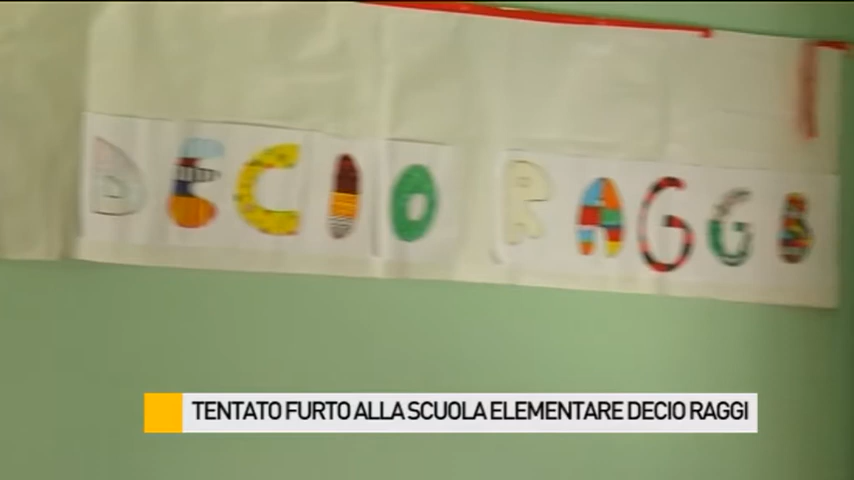 DECIO RAGGI
TENTATO FURTO ALLA SCUOLA ELEMENTARE DECIO RAGGI